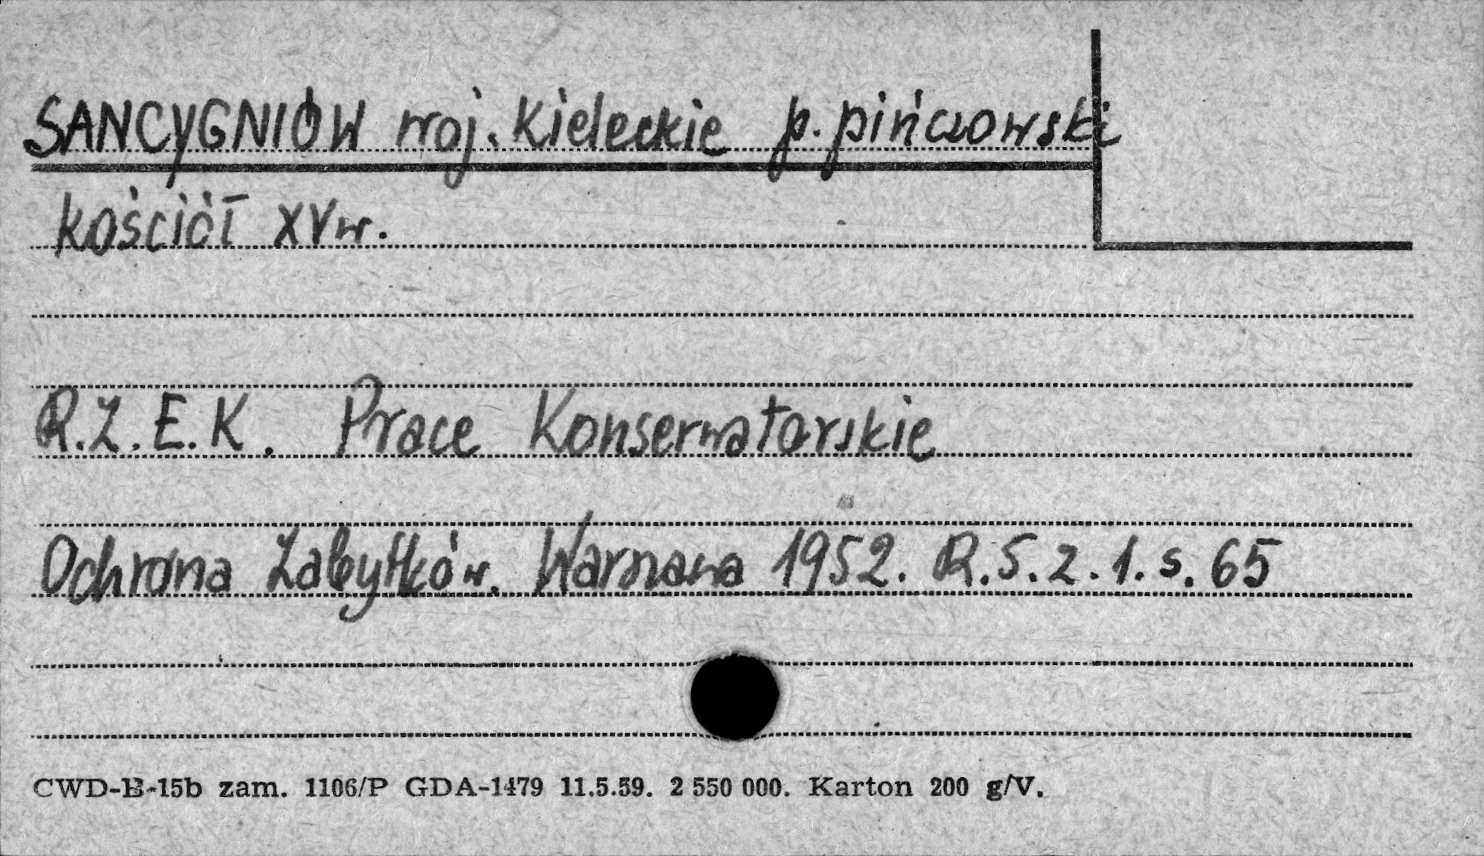 SANCYGNIÓW woj. Kieleckie p. pińczowski
kościół XVw.
R.Z.E.K. Prace Konserwatorskie
Ochrona Zabytków. Warszawa 1952. R.5.z.1.s.65
CWD-B-15b zam. 1106/P GDA-1479 11.5.59. 2 550 000. Karton 200 g/V.